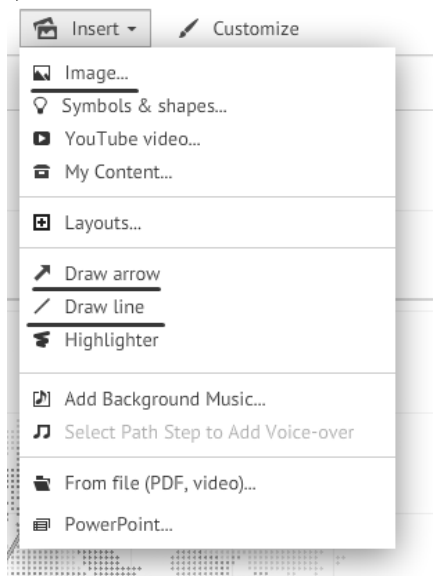 Insert Customize
Image...
Symbols & shapes...
YouTube video...
My Content...
Layouts...
Draw arrow
Draw line
Highlighter
Add Background Music...
Select Path Step to Add Voice-over
From file (PDF, video)...
PowerPoint...